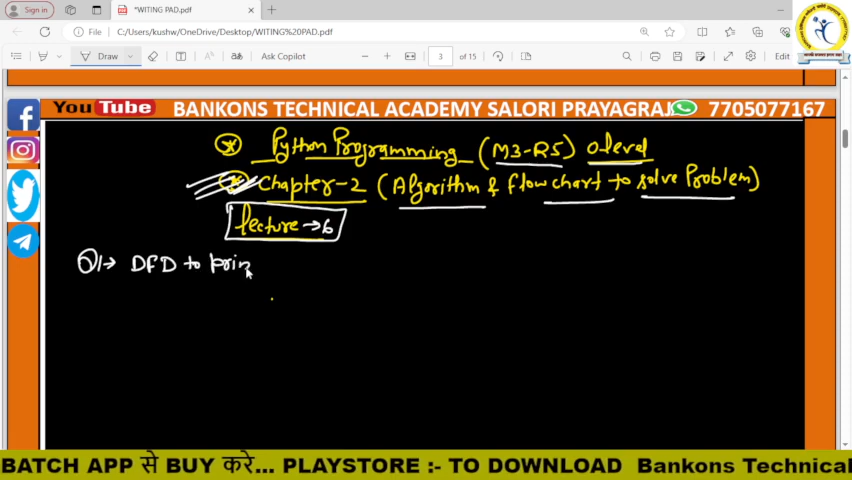 Sign in
*WITING PAD.pdf
File
C:/Users/kushw/OneDrive/Desktop/WITING%20PAD.pdf
Draw
Ask Copilot
3 of 15
Edit
YouTube BANKONS TECHNICAL ACADEMY SALORI PRAYAGRAJ 7705077167
Python Programming (M3-R5) O level
Chapter-2 (Algorithm & flow chart to solve Problem)
lecture → 6
Q1→ DFD to prin
BATCH APP से BUY करे... PLAYSTORE :- TO DOWNLOAD Bankons Technical